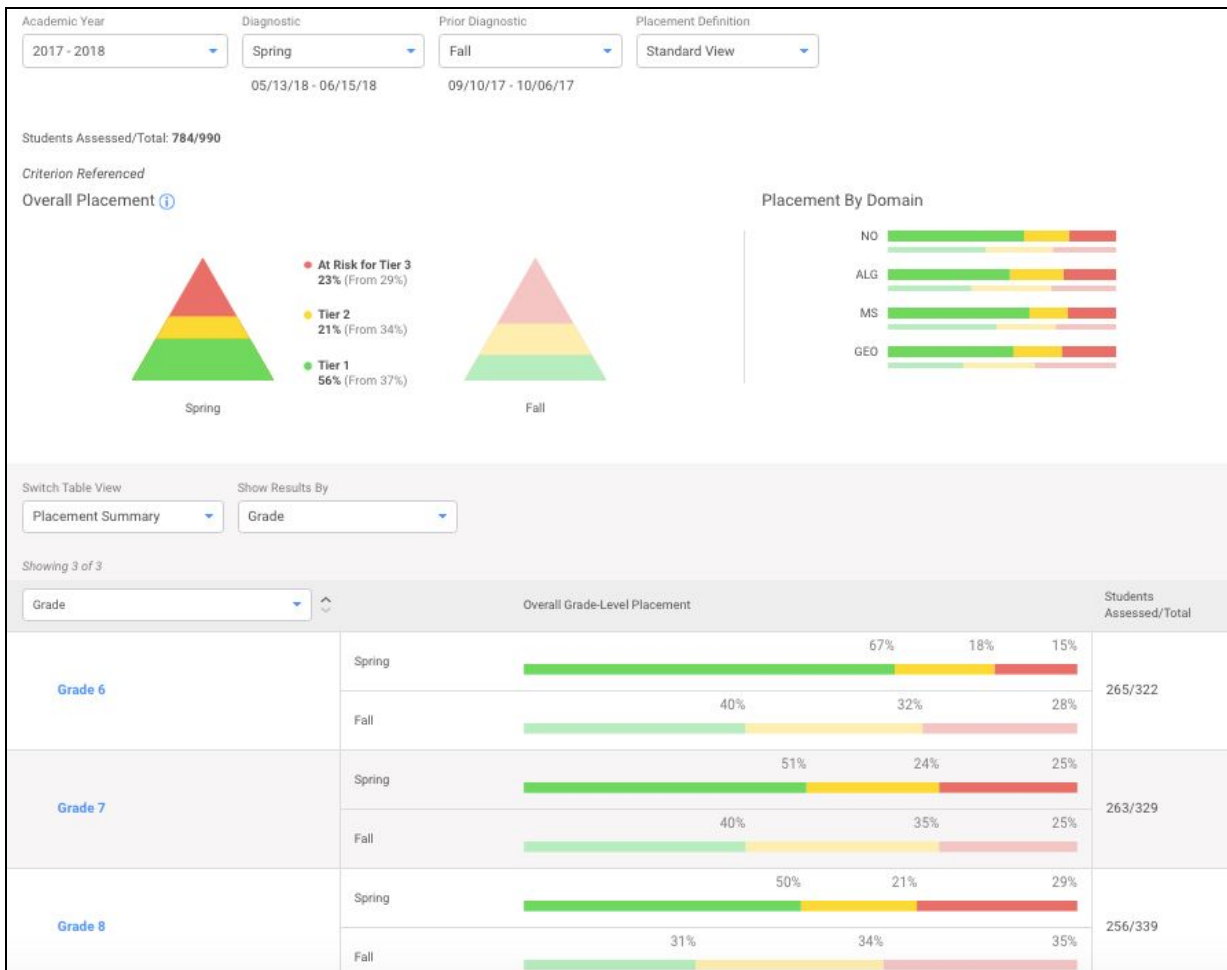 Academic Year Diagnostic Prior Diagnostic Placement Definition
2017 - 2018 Spring Fall Standard View
05/13/18 - 06/15/18 09/10/17 - 10/06/17
Students Assessed/Total: 784/990
Criterion Referenced
Overall Placement
At Risk for Tier 3
23% (From 29%)
Tier 2
21% (From 34%)
Tier 1
56% (From 37%)
Spring
Fall
Placement By Domain
NO
ALG
MS
GEO
Switch Table View Show Results By
Placement Summary Grade
Showing 3 of 3
Grade Overall Grade-Level Placement Students
Assessed/Total
Grade 6
Spring 67% 18% 15%
Fall 40% 32% 28%
265/322
Grade 7
Spring 51% 24% 25%
Fall 40% 35% 25%
263/329
Grade 8
Spring 50% 21% 29%
Fall 31% 34% 35%
256/339